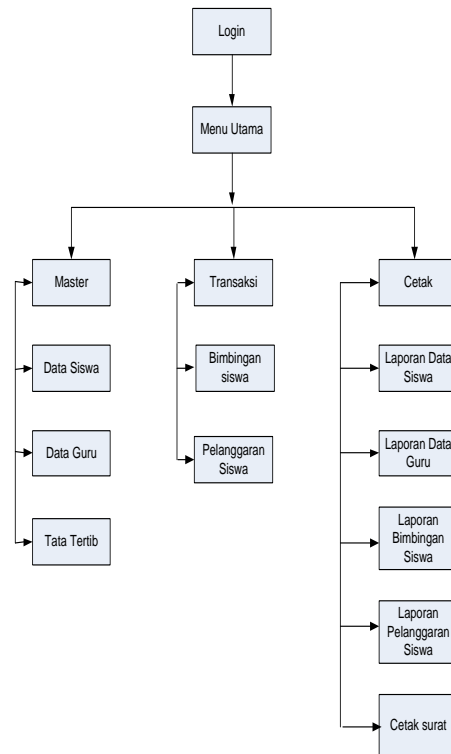 Login
Menu Utama
Master
Transaksi
Cetak
Data Siswa
Bimbingan
siswa
Laporan Data
Siswa
Data Guru
Pelanggaran
Siswa
Laporan Data
Guru
Tata Tertib
Laporan
Bimbingan
Siswa
Laporan
Pelanggaran
Siswa
Cetak surat